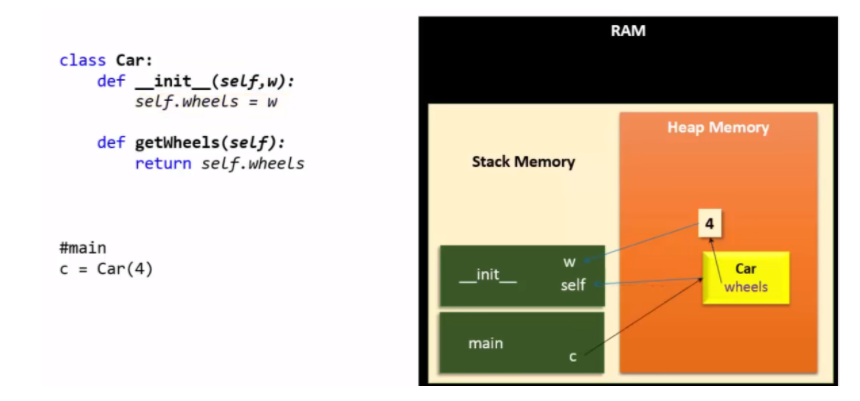 class Car:
    def __init__(self,w):
        self.wheels = w
    def getWheels(self):
        return self.wheels
#main
c = Car(4)
RAM
Heap Memory
Stack Memory
4
w
__init__
self
Car
wheels
main
c